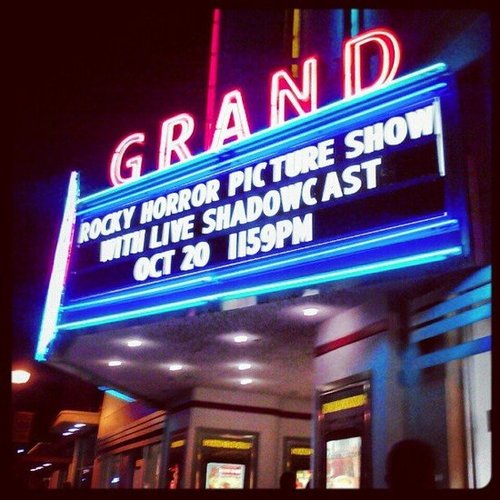 GRAND
ROCKY HORROR PICTURE SHOW
WITH LIVE SHADOWCAST
OCT 20 1159PM